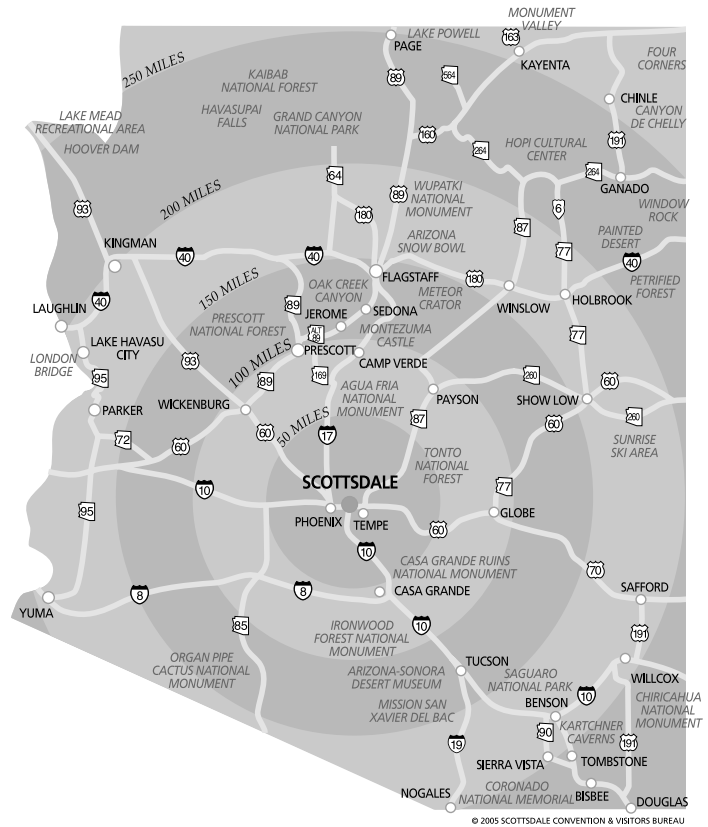 MONUMENT
VALLEY
LAKE POWELL
163
PAGE
KAYENTA
250 MILES
FOUR
CORNERS
KAIBAB
NATIONAL FOREST
89
564
CHINLE
HAVASUPAI
FALLS
GRAND CANYON
NATIONAL PARK
LAKE MEAD
RECREATIONAL AREA
HOOVER DAM
CANYON
DE CHELLY
160
191
264
HOPI CULTURAL
CENTER
264
GANADO
64
200 MILES
93
180
89
WUPATKI
NATIONAL
MONUMENT
6
WINDOW
ROCK
87
PAINTED
DESERT
ARIZONA
SNOW BOWL
KINGMAN
40
40
77
40
FLAGSTAFF
180
PETRIFIED
FOREST
150 MILES
OAK CREEK
CANYON
METEOR
CRATOR
WINSLOW
HOLBROOK
40
LAUGHLIN
89
JEROME
SEDONA
PRESCOTT
NATIONAL FOREST
ALT
89
MONTEZUMA
CASTLE
77
LAKE HAVASU
CITY
PRESCOTT
CAMP VERDE
LONDON
BRIDGE
93
100 MILES
95
89
169
260
60
AGUA FRIA
NATIONAL
MONUMENT
PAYSON
SHOW LOW
PARKER
WICKENBURG
87
260
50 MILES
60
72
60
60
17
SUNRISE
SKI AREA
TONTO
NATIONAL
FOREST
SCOTTSDALE
77
10
95
PHOENIX
TEMPE
GLOBE
60
10
CASA GRANDE RUINS
NATIONAL MONUMENT
70
SAFFORD
8
8
CASA GRANDE
YUMA
85
IRONWOOD
FOREST NATIONAL
MONUMENT
10
191
ORGAN PIPE
CACTUS NATIONAL
MONUMENT
ARIZONA-SONORA
DESERT MUSEUM
TUCSON
SAGUARO
NATIONAL PARK
WILLCOX
10
BENSON
MISSION SAN
XAVIER DEL BAC
CHIRICAHUA
NATIONAL
MONUMENT
90
KARTCHNER
CAVERNS
19
191
SIERRA VISTA
TOMBSTONE
CORONADO
NATIONAL MEMORIAL
NOGALES
BISBEE
DOUGLAS
© 2005 SCOTTSDALE CONVENTION & VISITORS BUREAU